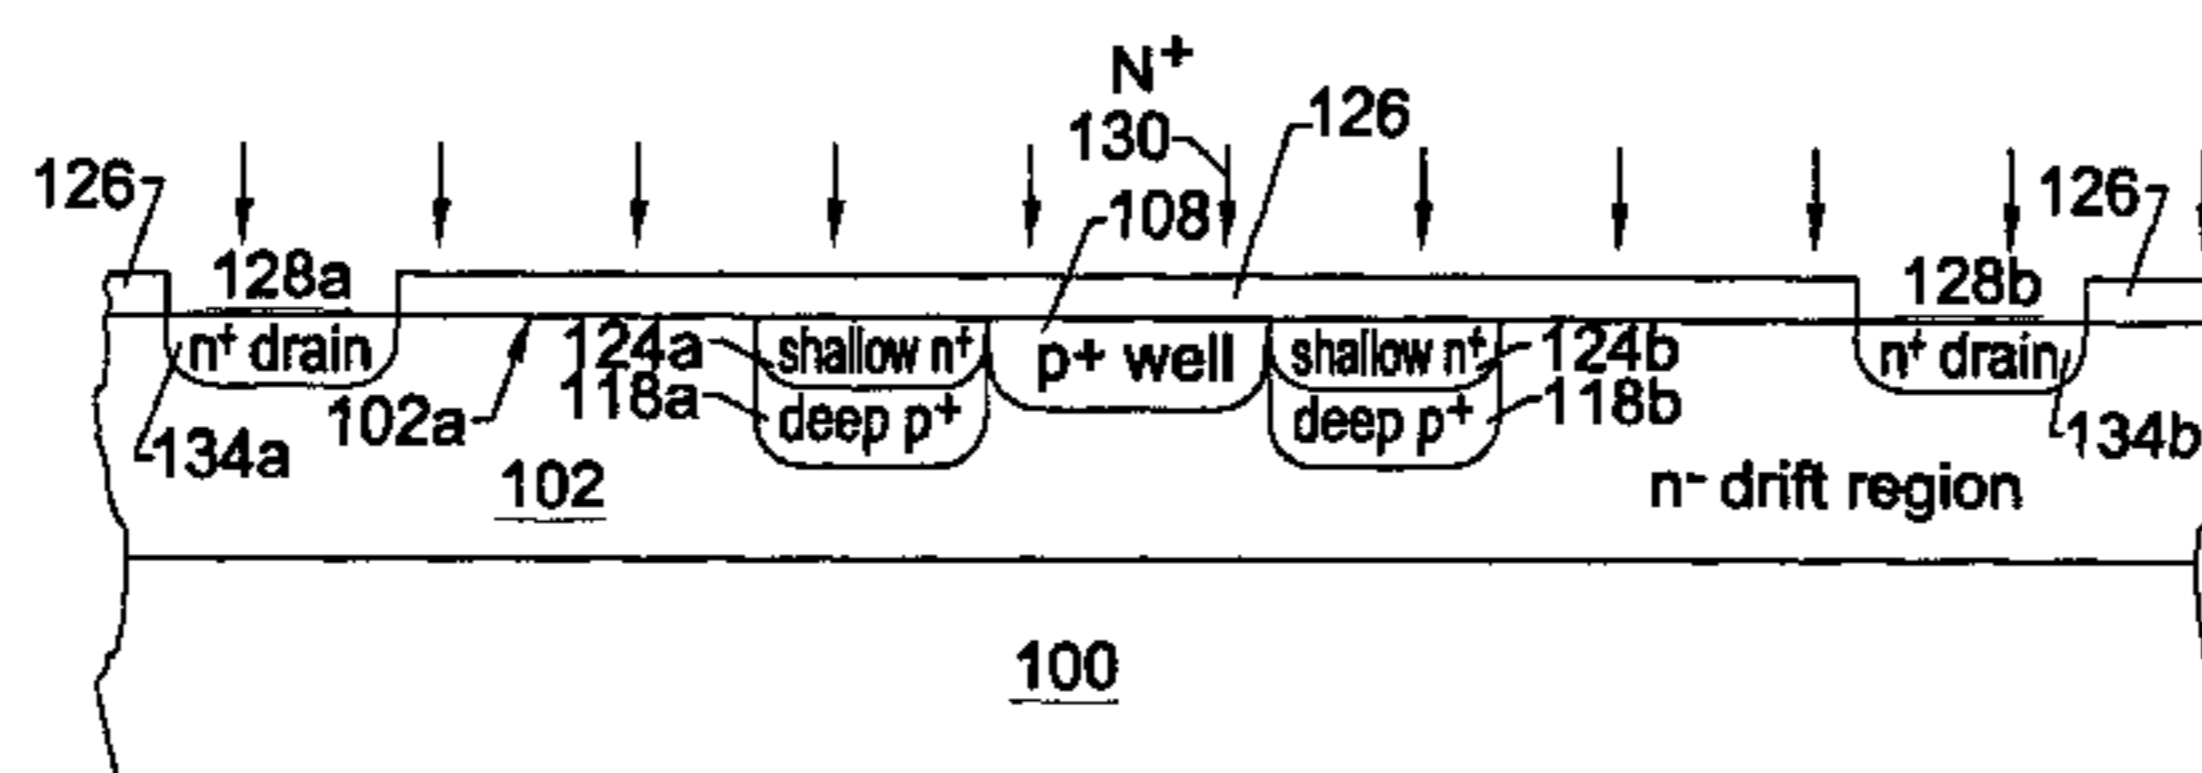 N+
130
126
126
108
126
128a
128b
n+ drain
124a
shallow n+
p+ well
shallow n+
124b
n+ drain
102a
118a
deep p+
deep p+
118b
134a
134b
102
n- drift region
100